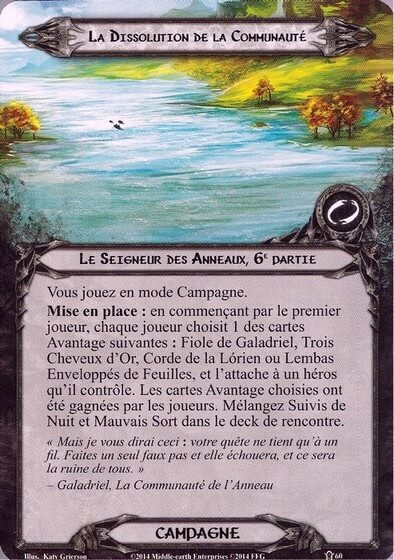 La Dissolution de la Communauté
Le Seigneur des Anneaux, 6e partie
Vous jouez en mode Campagne.
Mise en place : en commençant par le premier
joueur, chaque joueur choisit 1 des cartes
Avantage suivantes : Fiole de Galadriel, Trois
Cheveux d'Or, Corde de la Lórien ou Lembas
Enveloppés de Feuilles, et l'attache à un héros
qu'il contrôle. Les cartes Avantage choisies ont
été gagnées par les joueurs. Mélangez Suivis de
Nuit et Mauvais Sort dans le deck de rencontre.
« Mais je vous dirai ceci : votre quête ne tient qu'à un
fil. Faites un seul faux pas et elle échouera, et ce sera
la ruine de tous. »
– Galadriel, La Communauté de l'Anneau
CAMPAGNE
Illus. Katy Grierson ©2014 Middle-earth Enterprises ©2014 FFG 60